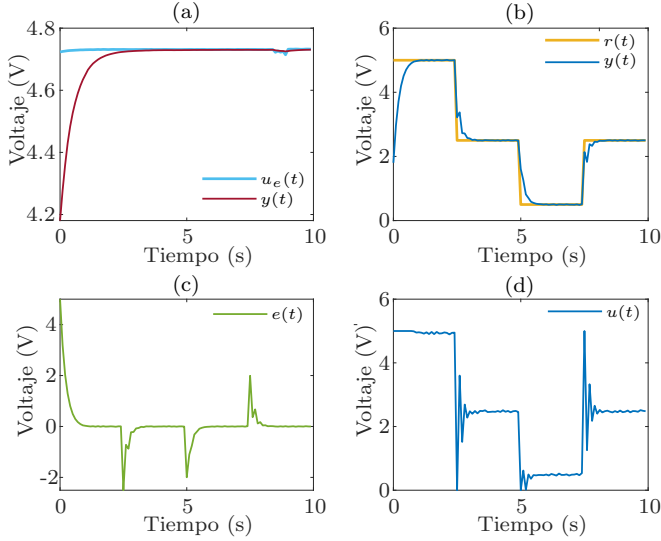 (a)
4.8
4.6
4.4
4.2
Voltaje (V)
u_e(t)
y(t)
0
5
10
Tiempo (s)
(b)
6
4
2
0
Voltaje (V)
r(t)
y(t)
0
5
10
Tiempo (s)
(c)
4
2
0
-2
Voltaje (V)
e(t)
0
5
10
Tiempo (s)
(d)
6
4
2
0
Voltaje (V)
u(t)
0
5
10
Tiempo (s)